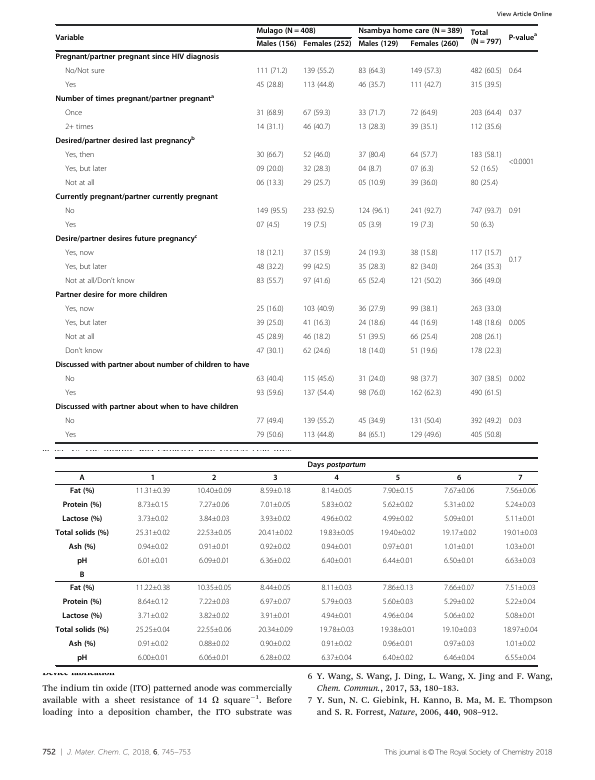 View Article Online
Variable Mulago (N = 408) Nsambya home care (N = 389) Total (N = 797) P-valueᵃ
Males (156) Females (252) Males (129) Females (260)
Pregnant/partner pregnant since HIV diagnosis
No/Not sure 111 (71.2) 139 (55.2) 83 (64.3) 149 (57.3) 482 (60.5) 0.64
Yes 45 (28.8) 113 (44.8) 46 (35.7) 111 (42.7) 315 (39.5)
Number of times pregnant/partner pregnantᵃ
Once 31 (68.9) 67 (59.3) 33 (71.7) 72 (64.9) 203 (64.4) 0.37
2+ times 14 (31.1) 46 (40.7) 13 (28.3) 39 (35.1) 112 (35.6)
Desired/partner desired last pregnancyᵇ
Yes, then 30 (66.7) 52 (46.0) 37 (80.4) 64 (57.7) 183 (58.1) <0.0001
Yes, but later 09 (20.0) 32 (28.3) 04 (8.7) 07 (6.3) 52 (16.5)
Not at all 06 (13.3) 29 (25.7) 05 (10.9) 39 (36.0) 80 (25.4)
Currently pregnant/partner currently pregnant
No 149 (95.5) 233 (92.5) 124 (96.1) 241 (92.7) 747 (93.7) 0.91
Yes 07 (4.5) 19 (7.5) 05 (3.9) 19 (7.3) 50 (6.3)
Desire/partner desires future pregnancyᶜ
Yes, now 18 (12.1) 37 (15.9) 24 (19.3) 38 (15.8) 117 (15.7) 0.17
Yes, but later 48 (32.2) 99 (42.5) 35 (28.3) 82 (34.0) 264 (35.3)
Not at all/Don't know 83 (55.7) 97 (41.6) 65 (52.4) 121 (50.2) 366 (49.0)
Partner desire for more children
Yes, now 25 (16.0) 103 (40.9) 36 (27.9) 99 (38.1) 263 (33.0)
Yes, but later 39 (25.0) 41 (16.3) 24 (18.6) 44 (16.9) 148 (18.6) 0.005
Not at all 45 (28.9) 46 (18.2) 51 (39.5) 66 (25.4) 208 (26.1)
Don't know 47 (30.1) 62 (24.6) 18 (14.0) 51 (19.6) 178 (22.3)
Discussed with partner about number of children to have
No 63 (40.4) 115 (45.6) 31 (24.0) 98 (37.7) 307 (38.5) 0.002
Yes 93 (59.6) 137 (54.4) 98 (76.0) 162 (62.3) 490 (61.5)
Discussed with partner about when to have children
No 77 (49.4) 139 (55.2) 45 (34.9) 131 (50.4) 392 (49.2) 0.03
Yes 79 (50.6) 113 (44.8) 84 (65.1) 129 (49.6) 405 (50.8)
Days postpartum
A 1 2 3 4 5 6 7
Fat (%) 11.31±0.39 10.40±0.09 8.59±0.18 8.14±0.05 7.90±0.15 7.67±0.06 7.56±0.06
Protein (%) 8.73±0.15 7.27±0.06 7.01±0.05 5.83±0.02 5.62±0.02 5.31±0.02 5.24±0.03
Lactose (%) 3.73±0.02 3.84±0.03 3.93±0.02 4.96±0.02 4.99±0.02 5.09±0.01 5.11±0.01
Total solids (%) 25.31±0.02 22.53±0.05 20.41±0.02 19.83±0.05 19.40±0.02 19.17±0.02 19.01±0.03
Ash (%) 0.94±0.02 0.91±0.01 0.92±0.02 0.94±0.01 0.97±0.01 1.01±0.01 1.03±0.01
pH 6.01±0.01 6.09±0.01 6.36±0.02 6.40±0.01 6.44±0.01 6.50±0.01 6.63±0.03
B
Fat (%) 11.22±0.38 10.35±0.05 8.44±0.05 8.11±0.03 7.86±0.13 7.66±0.07 7.51±0.03
Protein (%) 8.64±0.12 7.22±0.03 6.97±0.07 5.79±0.03 5.60±0.03 5.29±0.02 5.22±0.04
Lactose (%) 3.71±0.02 3.82±0.02 3.91±0.01 4.94±0.01 4.96±0.04 5.06±0.02 5.08±0.01
Total solids (%) 25.25±0.04 22.55±0.06 20.34±0.09 19.78±0.03 19.38±0.01 19.10±0.03 18.97±0.04
Ash (%) 0.91±0.02 0.88±0.02 0.90±0.02 0.91±0.02 0.96±0.01 0.97±0.03 1.01±0.02
pH 6.00±0.01 6.06±0.01 6.28±0.02 6.37±0.04 6.40±0.02 6.46±0.04 6.55±0.04
Device fabrication
The indium tin oxide (ITO) patterned anode was commercially
available with a sheet resistance of 14 Ω square⁻¹. Before
loading into a deposition chamber, the ITO substrate was
6 Y. Wang, S. Wang, J. Ding, L. Wang, X. Jing and F. Wang,
Chem. Commun., 2017, 53, 180–183.
7 Y. Sun, N. C. Giebink, H. Kanno, B. Ma, M. E. Thompson
and S. R. Forrest, Nature, 2006, 440, 908–912.
752 | J. Mater. Chem. C, 2018, 6, 745–753
This journal is © The Royal Society of Chemistry 2018